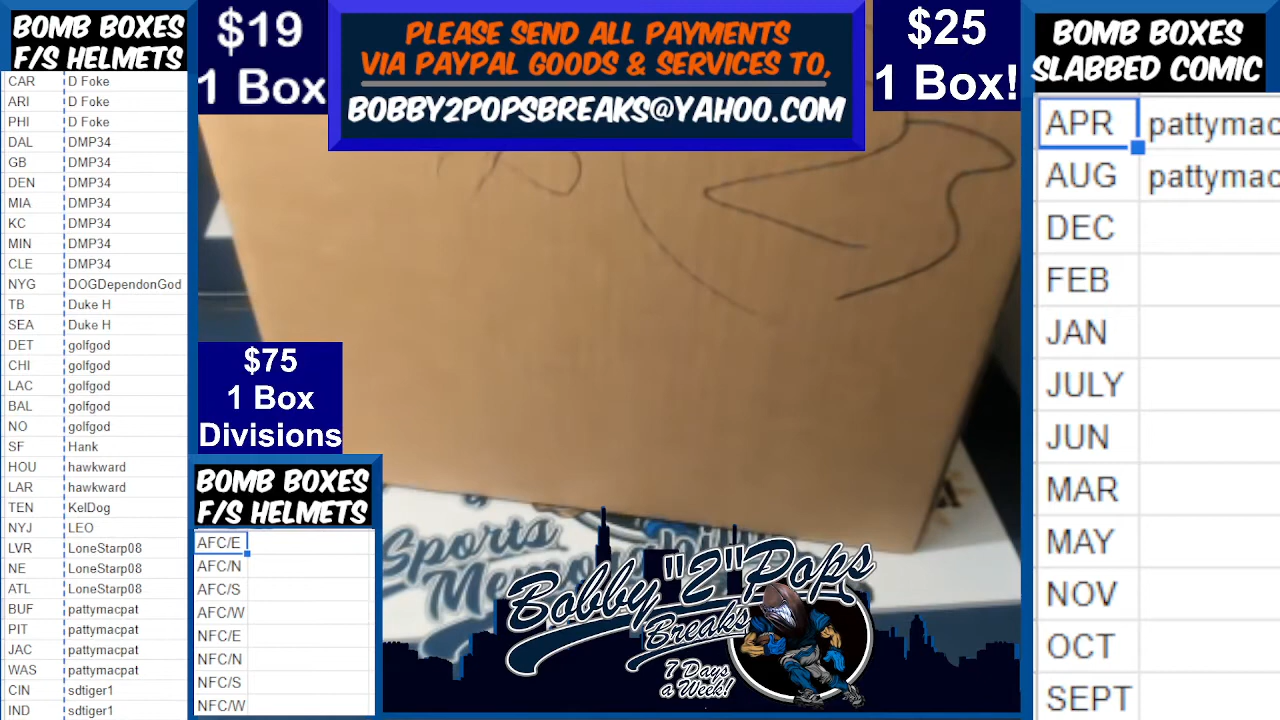 BOMB BOXES
F/S HELMETS
CAR D Foke
ARI D Foke
PHI D Foke
DAL DMP34
GB DMP34
DEN DMP34
MIA DMP34
KC DMP34
MIN DMP34
CLE DMP34
NYG DOGDependonGod
TB Duke H
SEA Duke H
DET golfgod
CHI golfgod
LAC golfgod
BAL golfgod
NO golfgod
SF Hank
HOU hawkward
LAR hawkward
TEN KelDog
NYJ LEO
LVR LoneStarp08
NE LoneStarp08
ATL LoneStarp08
BUF pattymacpat
PIT pattymacpat
JAC pattymacpat
WAS pattymacpat
CIN sdtiger1
IND sdtiger1
$19
1 Box
PLEASE SEND ALL PAYMENTS
VIA PAYPAL GOODS & SERVICES TO,
BOBBY2POPSBREAKS@YAHOO.COM
$25
1 Box!
$75
1 Box
Divisions
BOMB BOXES
F/S HELMETS
AFC/E
AFC/N
AFC/S
AFC/W
NFC/E
NFC/N
NFC/S
NFC/W
Sports
Bobby "2" Pops
Breaks
7 Days
a Week!
BOMB BOXES
SLABBED COMIC
APR pattymac
AUG pattymac
DEC
FEB
JAN
JULY
JUN
MAR
MAY
NOV
OCT
SEPT